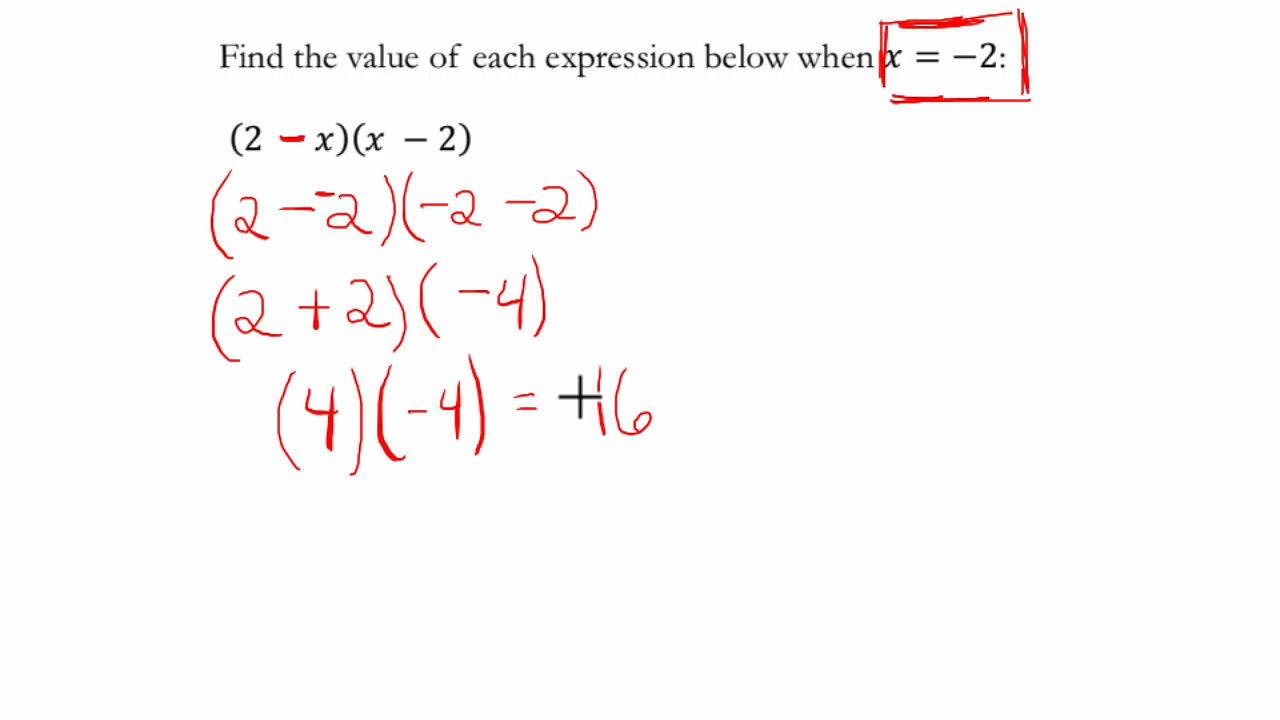 Find the value of each expression below when x = −2:
(2 − x)(x − 2)
(2 − -2)(-2 -2)
(2 + 2)(-4)
(4)(-4) = +16